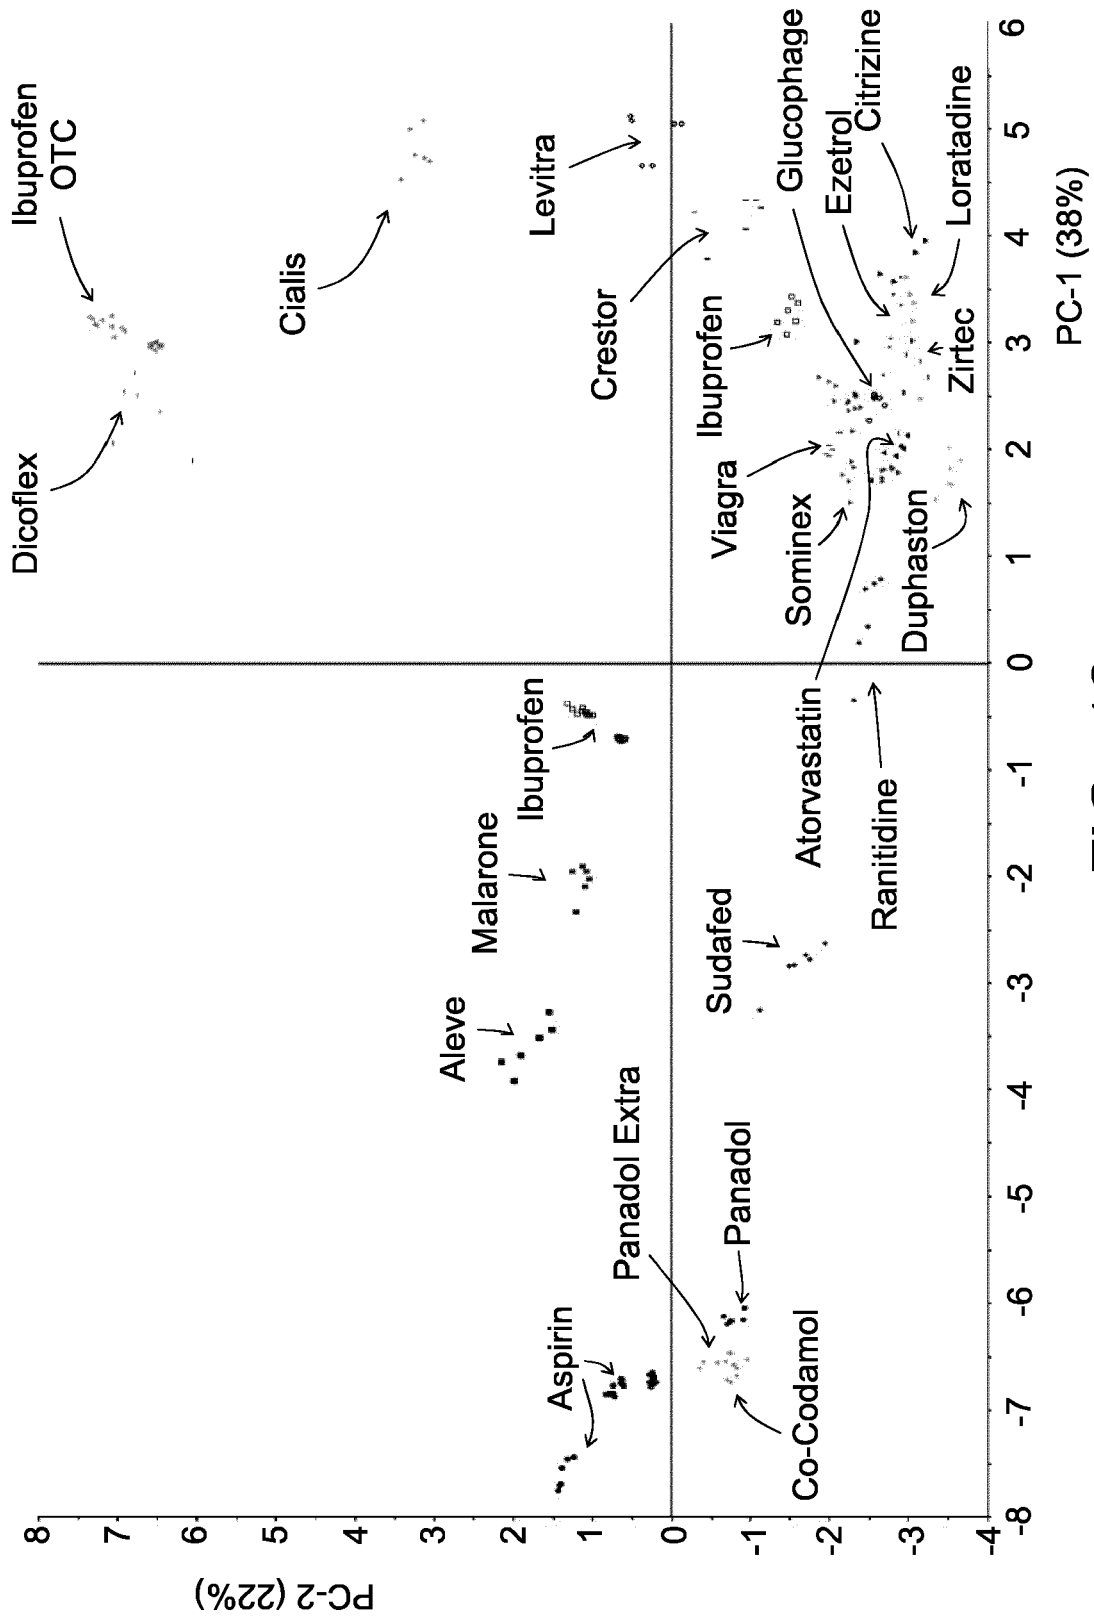 Ibuprofen
OTC
Dicoflex
Cialis
Levitra
Crestor
Ibuprofen
Glucophage
Ezetrol
Citrizine
Loratadine
Zirtec
Viagra
Sominex
Duphaston
Atorvastatin
Ranitidine
Ibuprofen
Malarone
Aleve
Sudafed
Panadol Extra
Panadol
Aspirin
Co-Codamol
PC-2 (22%)
8
7
6
5
4
3
2
1
0
-1
-2
-3
-4
-8
-7
-6
-5
-4
-3
-2
-1
0
1
2
3
4
5
6
PC-1 (38%)